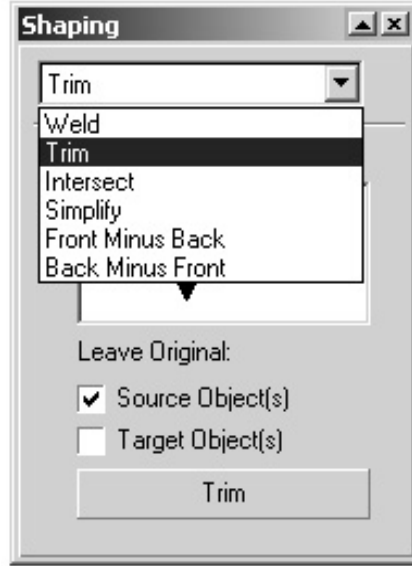 Shaping
Trim
Weld
Trim
Intersect
Simplify
Front Minus Back
Back Minus Front
Leave Original:
Source Object(s)
Target Object(s)
Trim